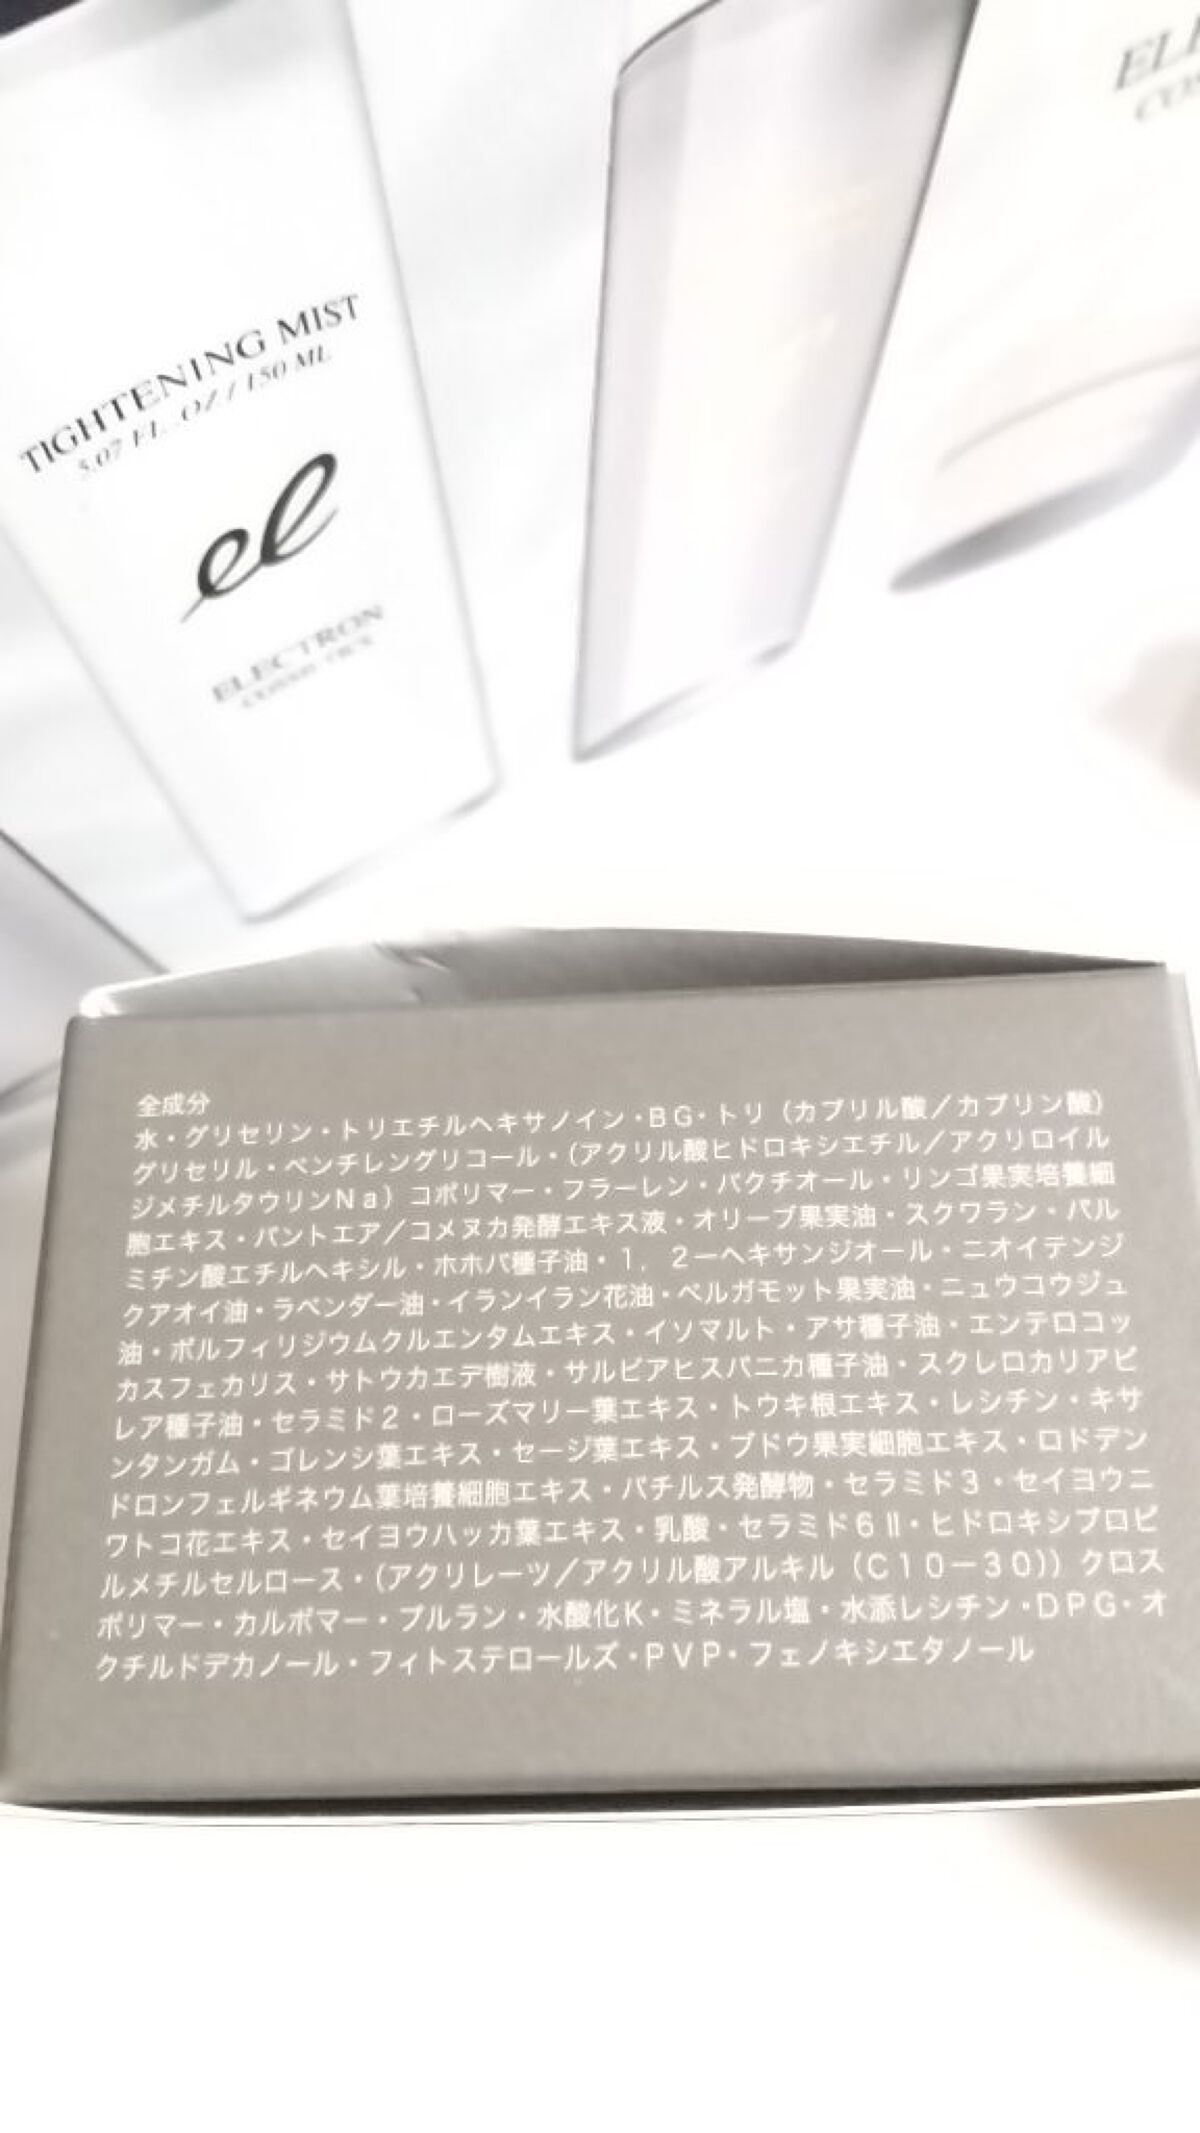 TIGHTENING MIST
5.07 FL. OZ / 150 ML
el
ELECTRON
COSMETICS
全成分
水・グリセリン・トリエチルヘキサノイン・BG・トリ（カプリル酸／カプリン酸）
グリセリル・ペンチレングリコール・（アクリル酸ヒドロキシエチル／アクリロイル
ジメチルタウリンNa）コポリマー・フラーレン・バクチオール・リンゴ果実培養細
胞エキス・パントエア／コメヌカ発酵エキス液・オリーブ果実油・スクワラン・パル
ミチン酸エチルヘキシル・ホホバ種子油・1，2－ヘキサンジオール・ニオイテンジ
クアオイ油・ラベンダー油・イランイラン花油・ベルガモット果実油・ニュウコウジュ
油・ポルフィリジウムクルエンタムエキス・イソマルト・アサ種子油・エンテロコッ
カスフェカリス・サトウカエデ樹液・サルビアヒスパニカ種子油・スクレロカリアビ
レア種子油・セラミド2・ローズマリー葉エキス・トウキ根エキス・レシチン・キサ
ンタンガム・ゴレンシ葉エキス・セージ葉エキス・ブドウ果実細胞エキス・ロドデン
ドロンフェルギネウム葉培養細胞エキス・バチルス発酵物・セラミド3・セイヨウニ
ワトコ花エキス・セイヨウハッカ葉エキス・乳酸・セラミド6Ⅱ・ヒドロキシプロピ
ルメチルセルロース・（アクリレーツ／アクリル酸アルキル（C10－30））クロス
ポリマー・カルボマー・プルラン・水酸化K・ミネラル塩・水添レシチン・DPG・オ
クチルドデカノール・フィトステロールズ・PVP・フェノキシエタノール